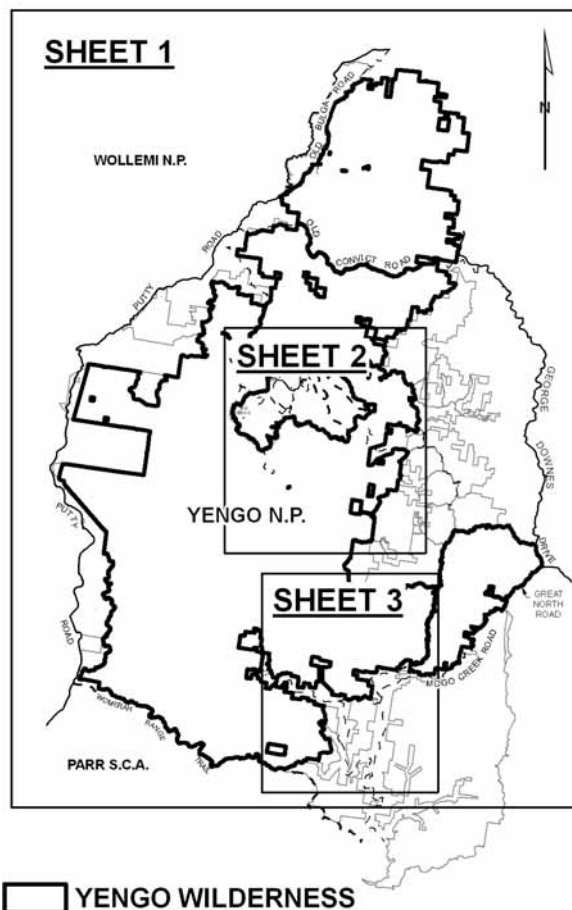 SHEET 1
N
WOLLEMI N.P.
OLD BULGA ROAD
OLD CONVICT ROAD
PUTTY ROAD
SHEET 2
GEORGE DOWNES DRIVE
YENGO N.P.
PUTTY ROAD
SHEET 3
GREAT
NORTH
ROAD
MOGO CREEK ROAD
WOMERAH RANGE TRAIL
PARR S.C.A.
YENGO WILDERNESS